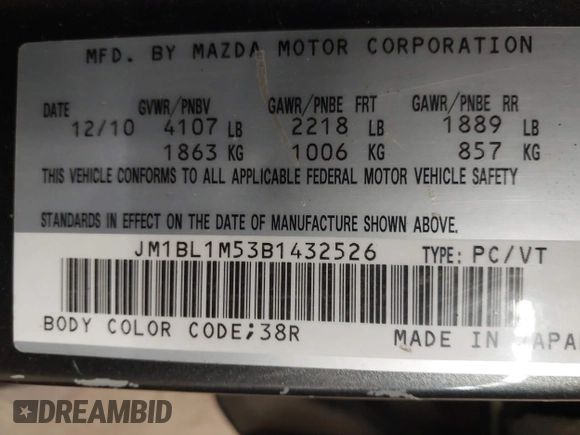 MFD. BY MAZDA MOTOR CORPORATION
DATE GVWR/PNBV GAWR/PNBE FRT GAWR/PNBE RR
12/10 4107 LB 2218 LB 1889 LB
1863 KG 1006 KG 857 KG
THIS VEHICLE CONFORMS TO ALL APPLICABLE FEDERAL MOTOR VEHICLE SAFETY
STANDARDS IN EFFECT ON THE DATE OF MANUFACTURE SHOWN ABOVE.
JM1BL1M53B1432526 TYPE: PC/VT
BODY COLOR CODE;38R MADE IN JAPAN
DREAMBID